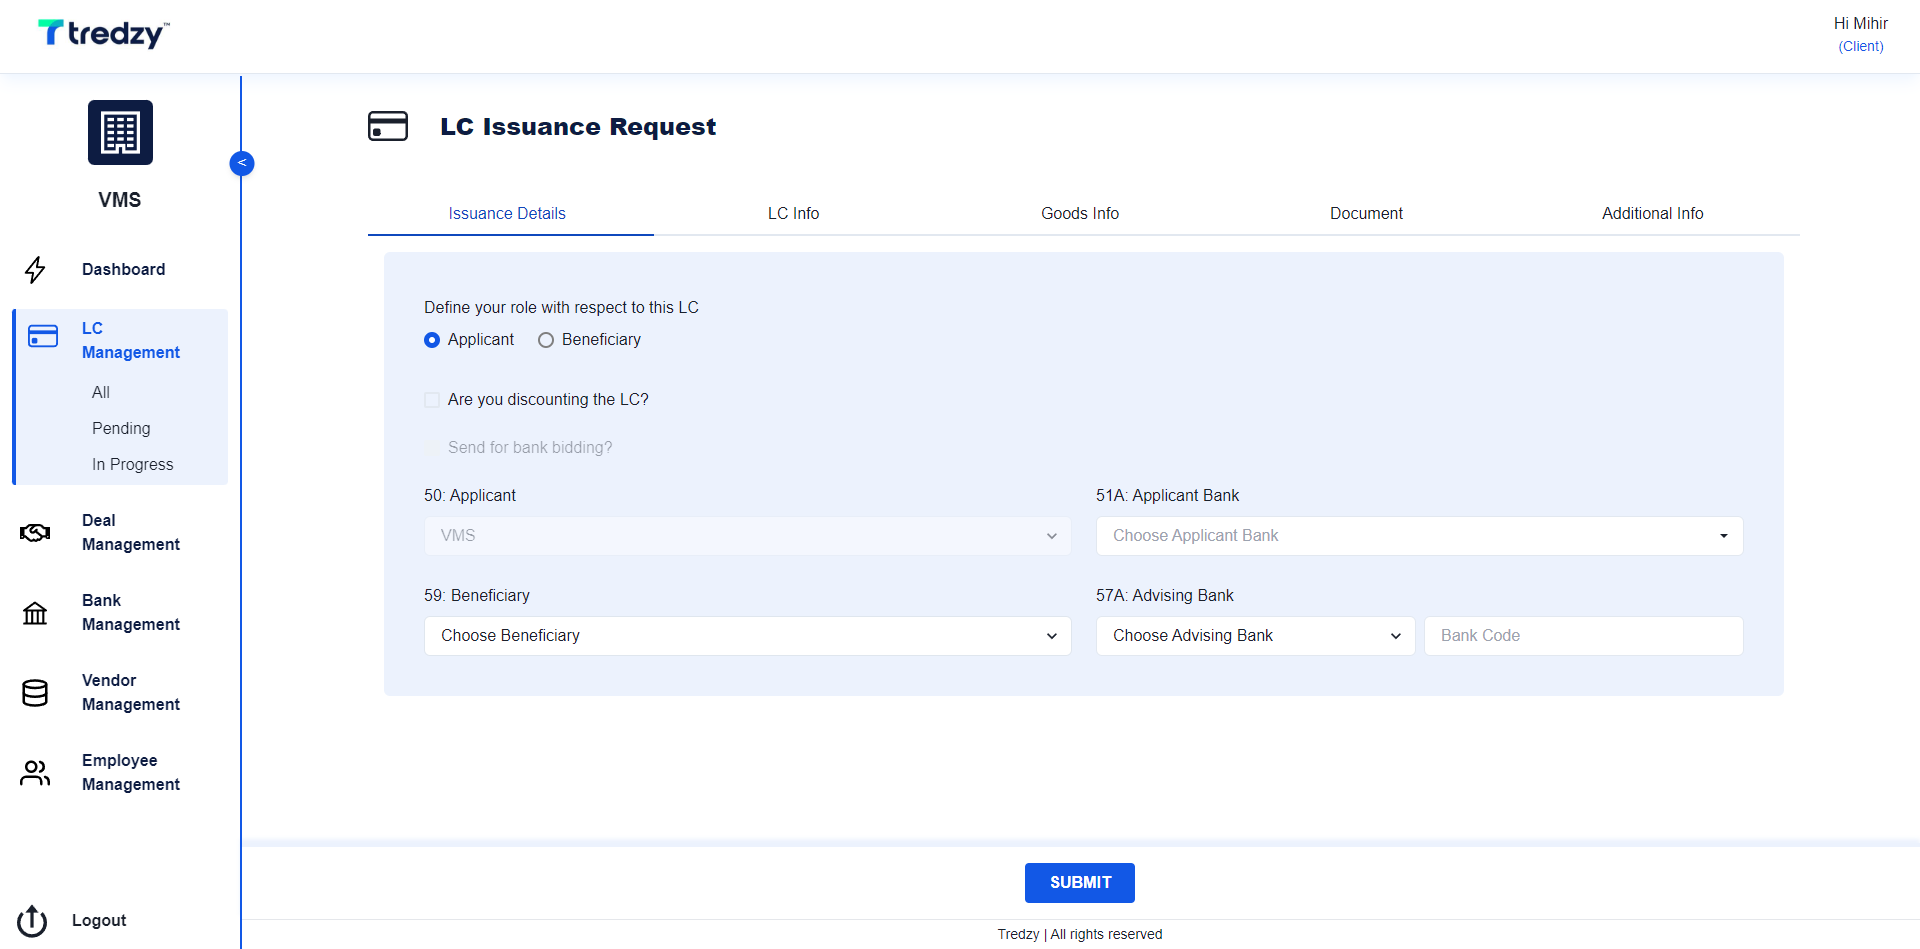 tredzy™
Hi Mihir
(Client)
VMS
<
Dashboard
LC
Management
All
Pending
In Progress
Deal
Management
Bank
Management
Vendor
Management
Employee
Management
Logout
LC Issuance Request
Issuance Details
LC Info
Goods Info
Document
Additional Info
Define your role with respect to this LC
Applicant
Beneficiary
Are you discounting the LC?
Send for bank bidding?
50: Applicant
VMS
51A: Applicant Bank
Choose Applicant Bank
59: Beneficiary
Choose Beneficiary
57A: Advising Bank
Choose Advising Bank
Bank Code
SUBMIT
Tredzy | All rights reserved